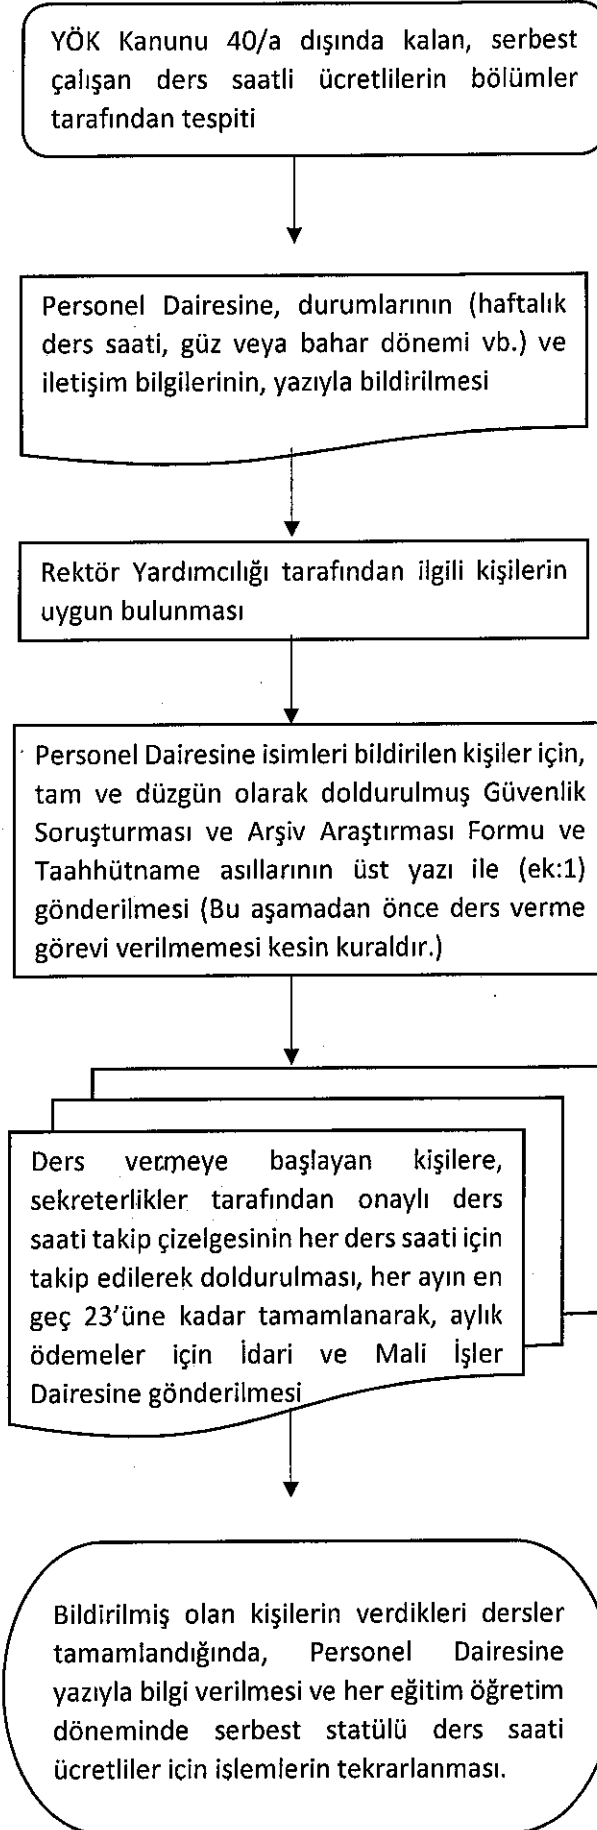 YÖK Kanunu 40/a dışında kalan, serbest
çalışan ders saatli ücretlilerin bölümler
tarafından tespiti
Personel Dairesine, durumlarının (haftalık
ders saati, güz veya bahar dönemi vb.) ve
iletişim bilgilerinin, yazıyla bildirilmesi
Rektör Yardımcılığı tarafından ilgili kişilerin
uygun bulunması
Personel Dairesine isimleri bildirilen kişiler için,
tam ve düzgün olarak doldurulmuş Güvenlik
Soruşturması ve Arşiv Araştırması Formu ve
Taahhütname asıllarının üst yazı ile (ek:1)
gönderilmesi (Bu aşamadan önce ders verme
görevi verilmemesi kesin kuraldır.)
Ders vermeye başlayan kişilere,
sekreterlikler tarafından onaylı ders
saati takip çizelgesinin her ders saati için
takip edilerek doldurulması, her ayın en
geç 23'üne kadar tamamlanarak, aylık
ödemeler için İdari ve Mali İşler
Dairesine gönderilmesi
Bildirilmiş olan kişilerin verdikleri dersler
tamamlandığında, Personel Dairesine
yazıyla bilgi verilmesi ve her eğitim öğretim
döneminde serbest statülü ders saati
ücretliler için işlemlerin tekrarlanması.